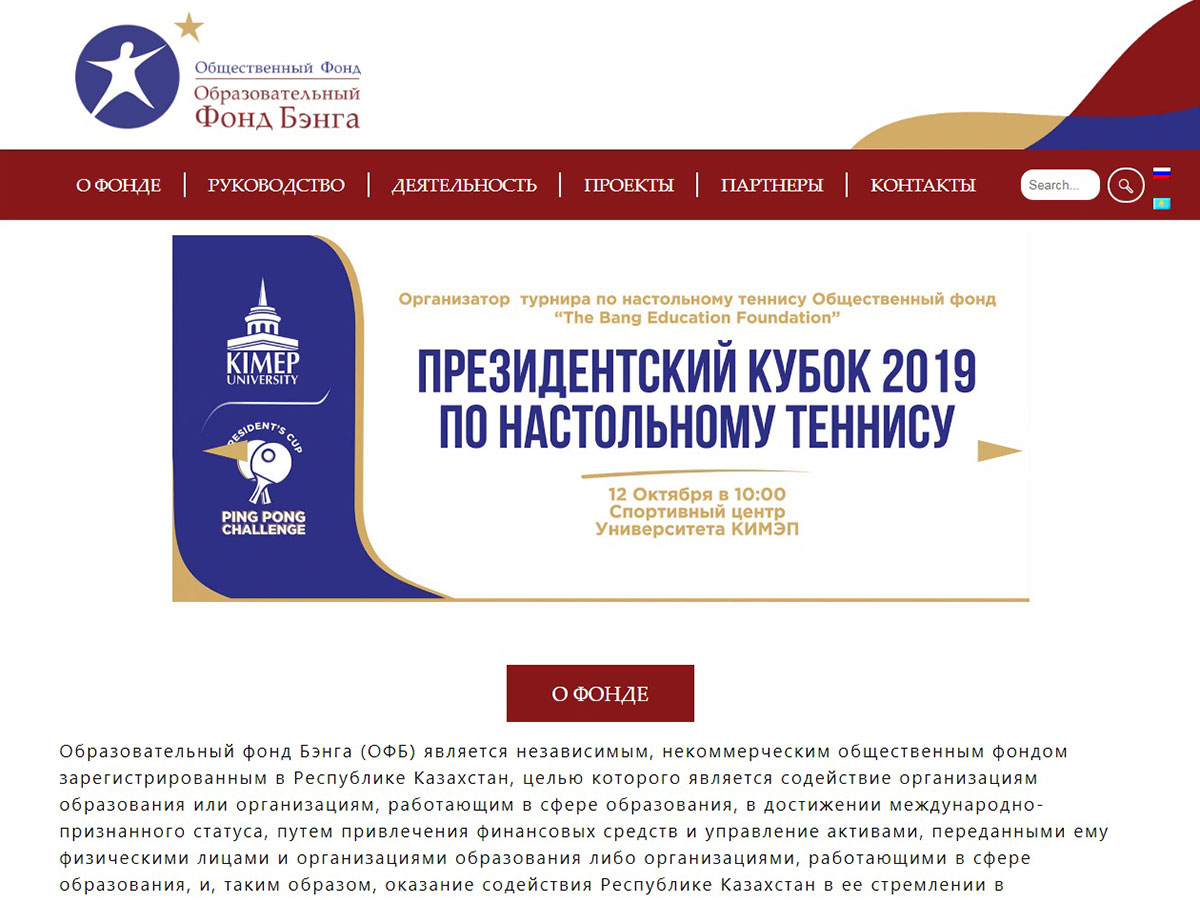 Общественный Фонд
Образовательный
Фонд Бэнга
О ФОНДЕ
РУКОВОДСТВО
ДЕЯТЕЛЬНОСТЬ
ПРОЕКТЫ
ПАРТНЕРЫ
КОНТАКТЫ
Search...
KIMEP
UNIVERSITY
RESIDENT'S CUP
PING PONG
CHALLENGE
Организатор турнира по настольному теннису Общественный фонд
“The Bang Education Foundation”
ПРЕЗИДЕНТСКИЙ КУБОК 2019
ПО НАСТОЛЬНОМУ ТЕННИСУ
12 Октября в 10:00
Спортивный центр
Университета КИМЭП
О ФОНДЕ
Образовательный фонд Бэнга (ОФБ) является независимым, некоммерческим общественным фондом
зарегистрированным в Республике Казахстан, целью которого является содействие организациям
образования или организациям, работающим в сфере образования, в достижении международно-
признанного статуса, путем привлечения финансовых средств и управление активами, переданными ему
физическими лицами и организациями образования либо организациями, работающими в сфере
образования, и, таким образом, оказание содействия Республике Казахстан в ее стремлении в